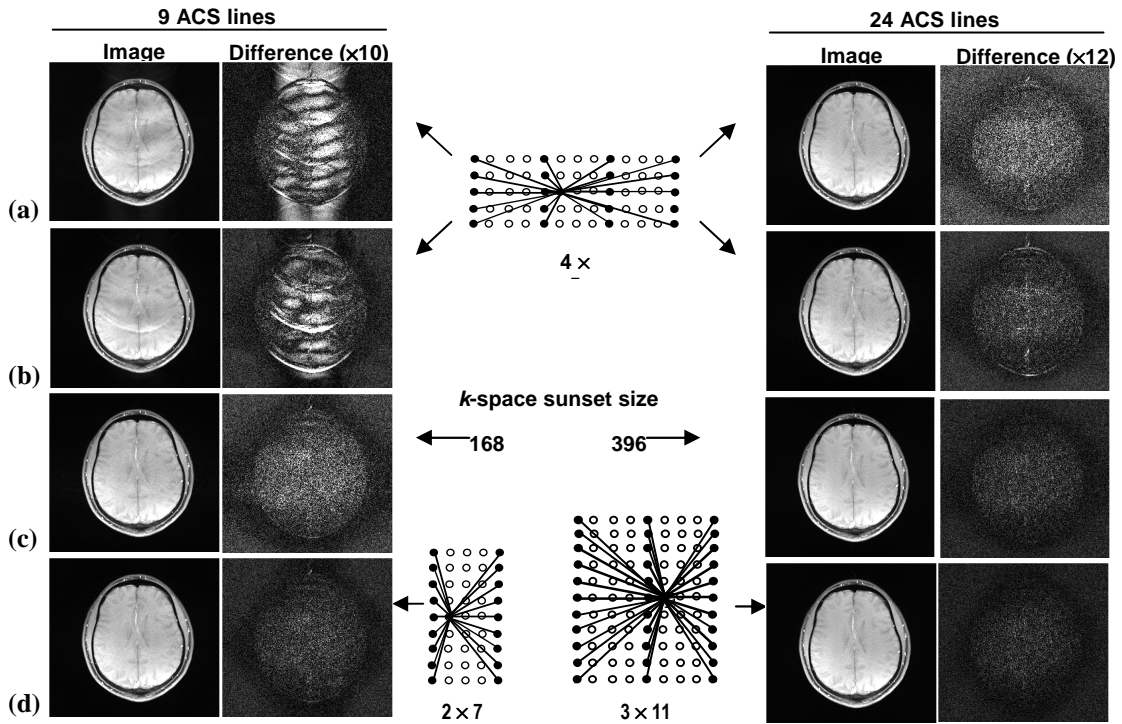 9 ACS lines
24 ACS lines
Image Difference (×10)
Image Difference (×12)
(a)
4 ×
(b)
k-space sunset size
168 396
(c)
(d)
2 × 7
3 × 11